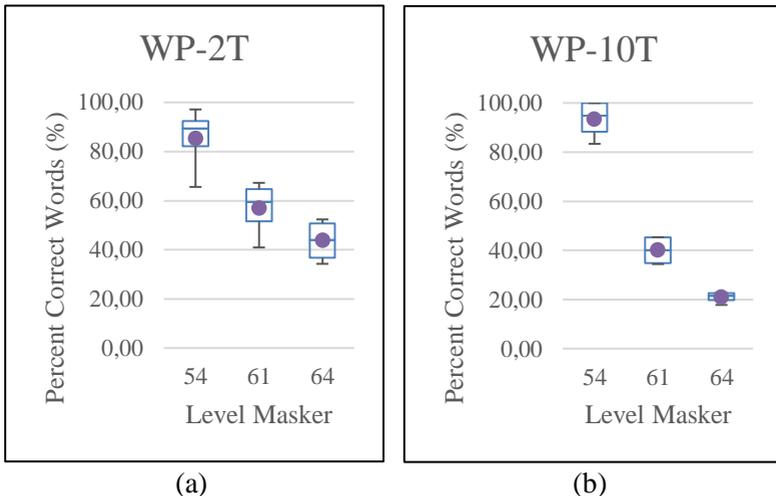 WP-2T
Percent Correct Words (%)
100,00
80,00
60,00
40,00
20,00
0,00
54 61 64
Level Masker
(a)
WP-10T
Percent Correct Words (%)
100,00
80,00
60,00
40,00
20,00
0,00
54 61 64
Level Masker
(b)